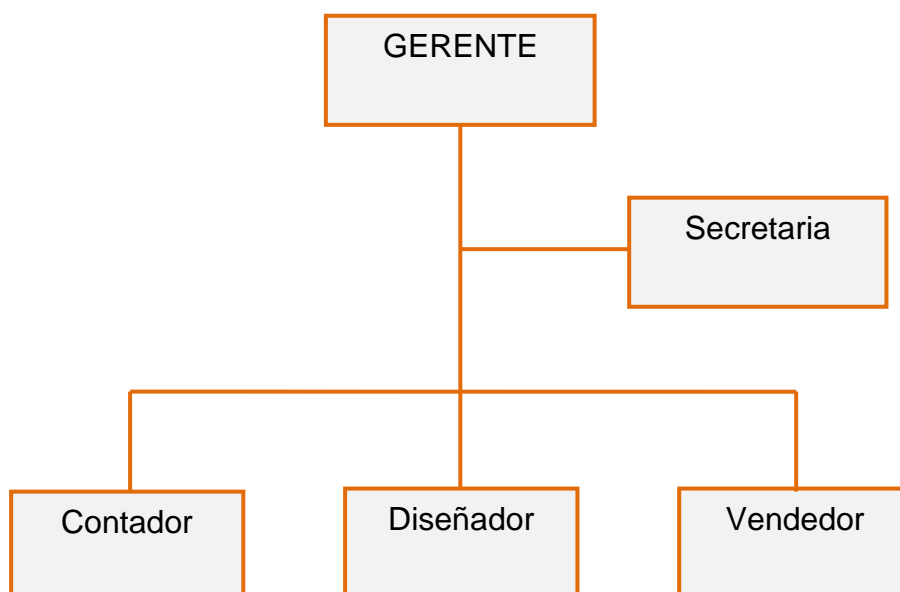 GERENTE
Secretaria
Contador
Diseñador
Vendedor